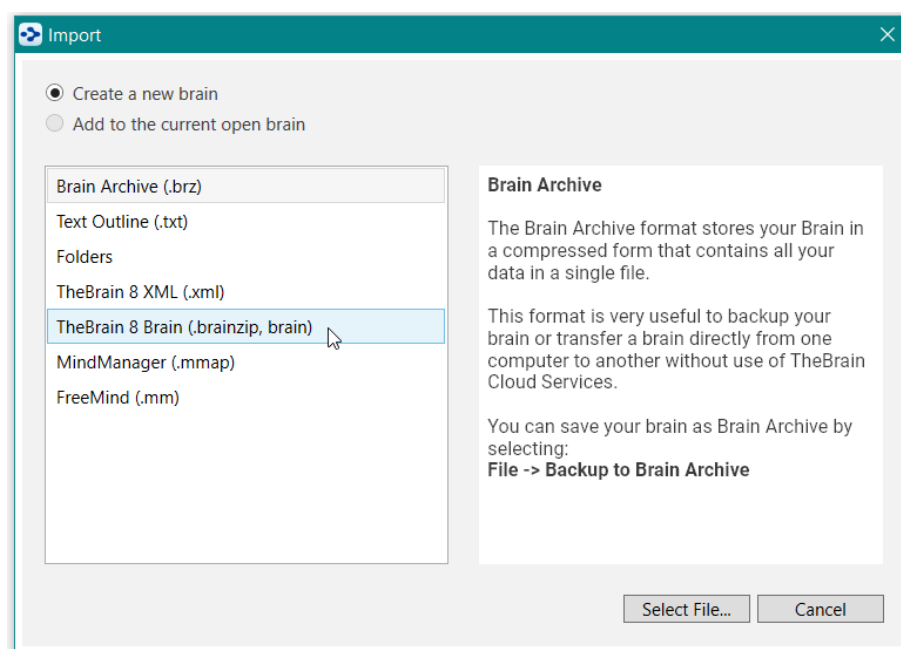 Import
Create a new brain
Add to the current open brain
Brain Archive (.brz)
Text Outline (.txt)
Folders
TheBrain 8 XML (.xml)
TheBrain 8 Brain (.brainzip, brain)
MindManager (.mmap)
FreeMind (.mm)
Brain Archive
The Brain Archive format stores your Brain in
a compressed form that contains all your
data in a single file.
This format is very useful to backup your
brain or transfer a brain directly from one
computer to another without use of TheBrain
Cloud Services.
You can save your brain as Brain Archive by
selecting:
File -> Backup to Brain Archive
Select File...
Cancel